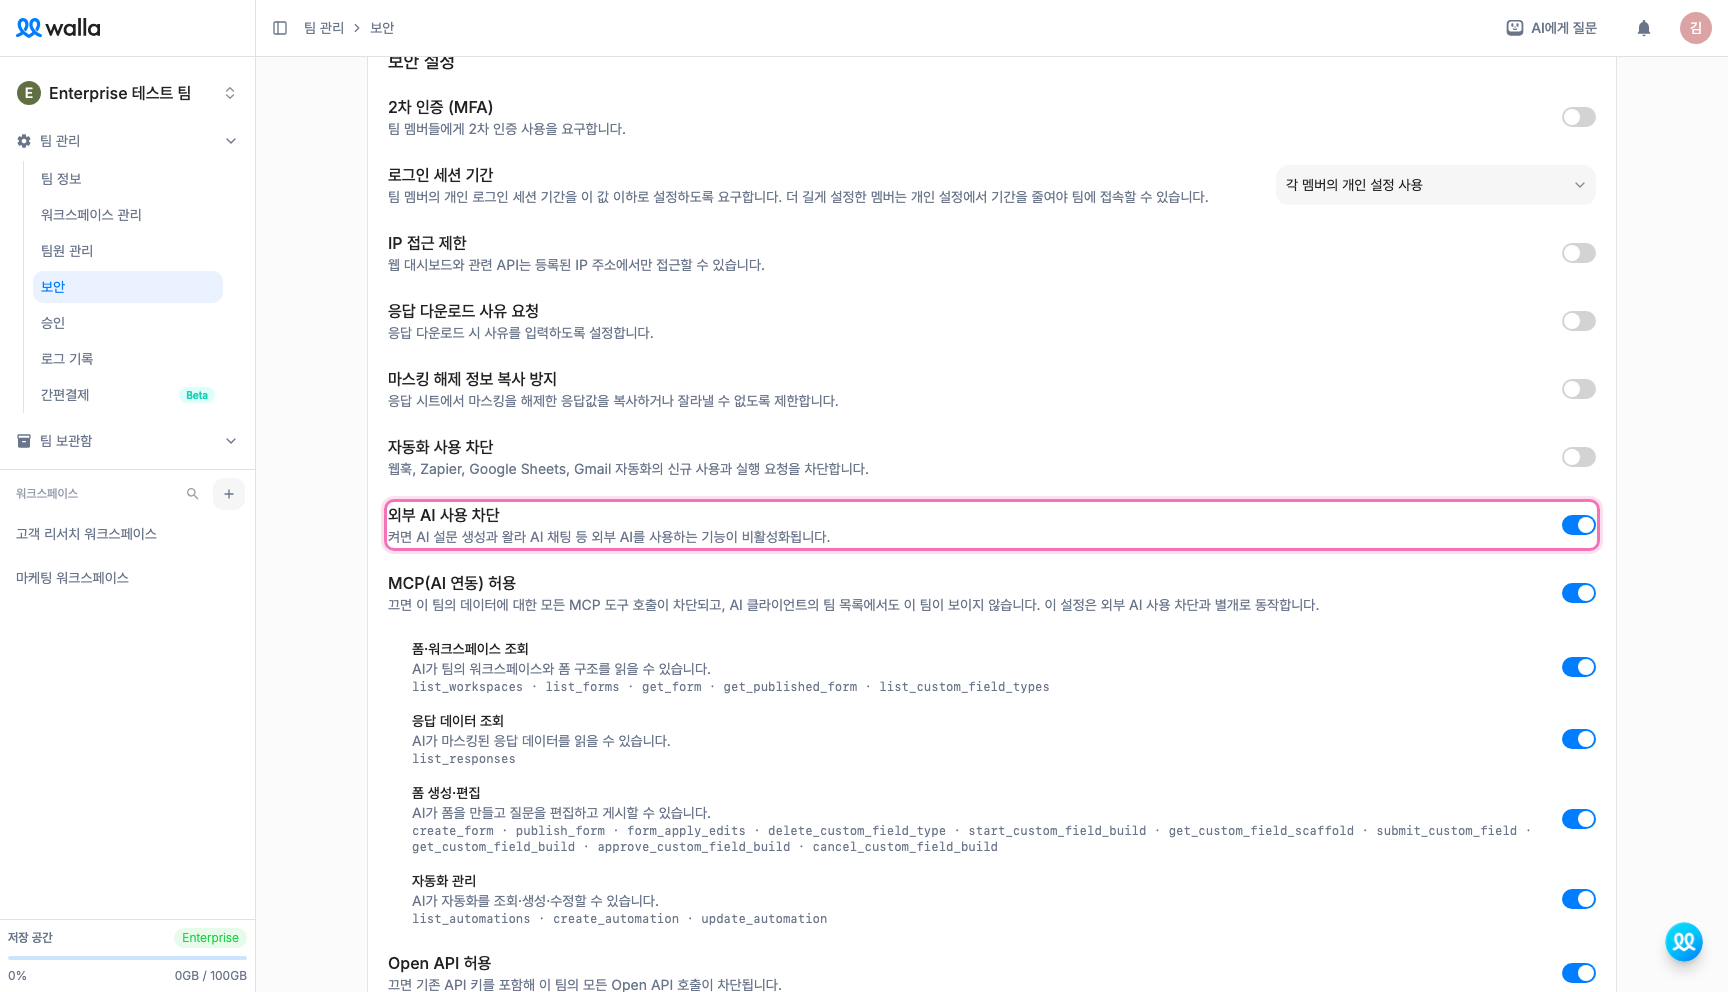 walla
팀 관리 > 보안
AI에게 질문
김
E Enterprise 테스트 팀
팀 관리
팀 정보
워크스페이스 관리
팀원 관리
보안
승인
로그 기록
간편결제 Beta
팀 보관함
워크스페이스
고객 리서치 워크스페이스
마케팅 워크스페이스
저장 공간 Enterprise
0% 0GB / 100GB
보안 설정
2차 인증 (MFA)
팀 멤버들에게 2차 인증 사용을 요구합니다.
로그인 세션 기간
팀 멤버의 개인 로그인 세션 기간을 이 값 이하로 설정하도록 요구합니다. 더 길게 설정한 멤버는 개인 설정에서 기간을 줄여야 팀에 접속할 수 있습니다.
각 멤버의 개인 설정 사용
IP 접근 제한
웹 대시보드와 관련 API는 등록된 IP 주소에서만 접근할 수 있습니다.
응답 다운로드 사유 요청
응답 다운로드 시 사유를 입력하도록 설정합니다.
마스킹 해제 정보 복사 방지
응답 시트에서 마스킹을 해제한 응답값을 복사하거나 잘라낼 수 없도록 제한합니다.
자동화 사용 차단
웹훅, Zapier, Google Sheets, Gmail 자동화의 신규 사용과 실행 요청을 차단합니다.
외부 AI 사용 차단
켜면 AI 설문 생성과 왈라 AI 채팅 등 외부 AI를 사용하는 기능이 비활성화됩니다.
MCP(AI 연동) 허용
끄면 이 팀의 데이터에 대한 모든 MCP 도구 호출이 차단되고, AI 클라이언트의 팀 목록에서도 이 팀이 보이지 않습니다. 이 설정은 외부 AI 사용 차단과 별개로 동작합니다.
폼·워크스페이스 조회
AI가 팀의 워크스페이스와 폼 구조를 읽을 수 있습니다.
list_workspaces · list_forms · get_form · get_published_form · list_custom_field_types
응답 데이터 조회
AI가 마스킹된 응답 데이터를 읽을 수 있습니다.
list_responses
폼 생성·편집
AI가 폼을 만들고 질문을 편집하고 게시할 수 있습니다.
create_form · publish_form · form_apply_edits · delete_custom_field_type · start_custom_field_build · get_custom_field_scaffold · submit_custom_field ·
get_custom_field_build · approve_custom_field_build · cancel_custom_field_build
자동화 관리
AI가 자동화를 조회·생성·수정할 수 있습니다.
list_automations · create_automation · update_automation
Open API 허용
끄면 기존 API 키를 포함해 이 팀의 모든 Open API 호출이 차단됩니다.